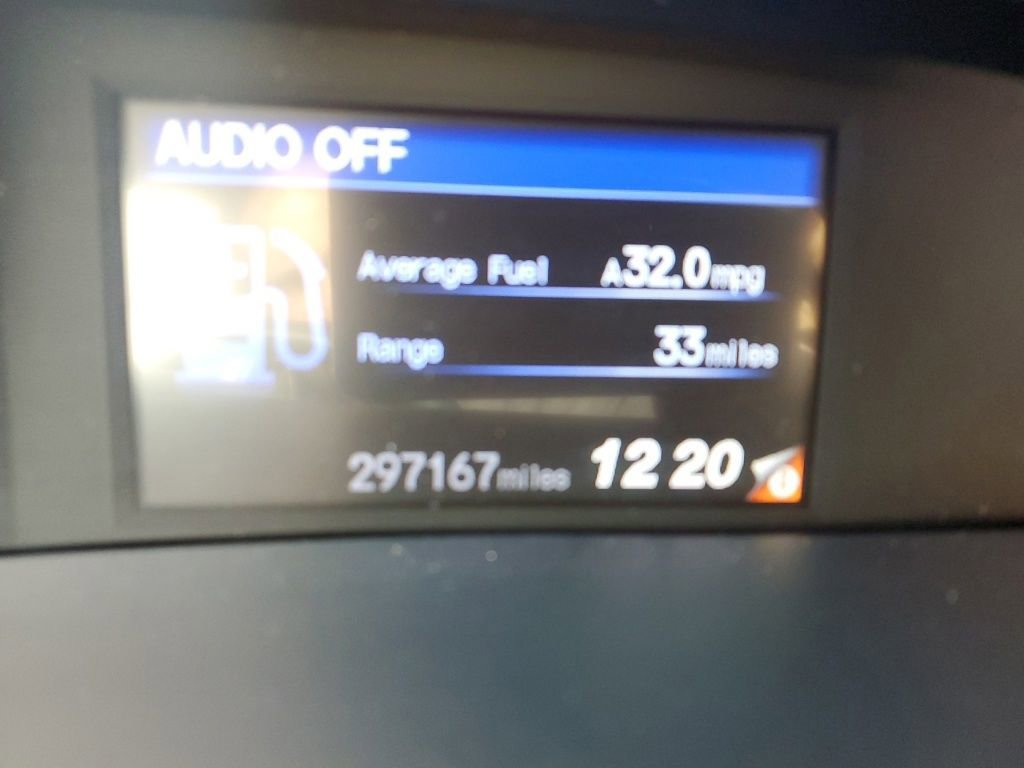 AUDIO OFF
Average Fuel A32.0mpg
Range 33miles
297167miles 12 20